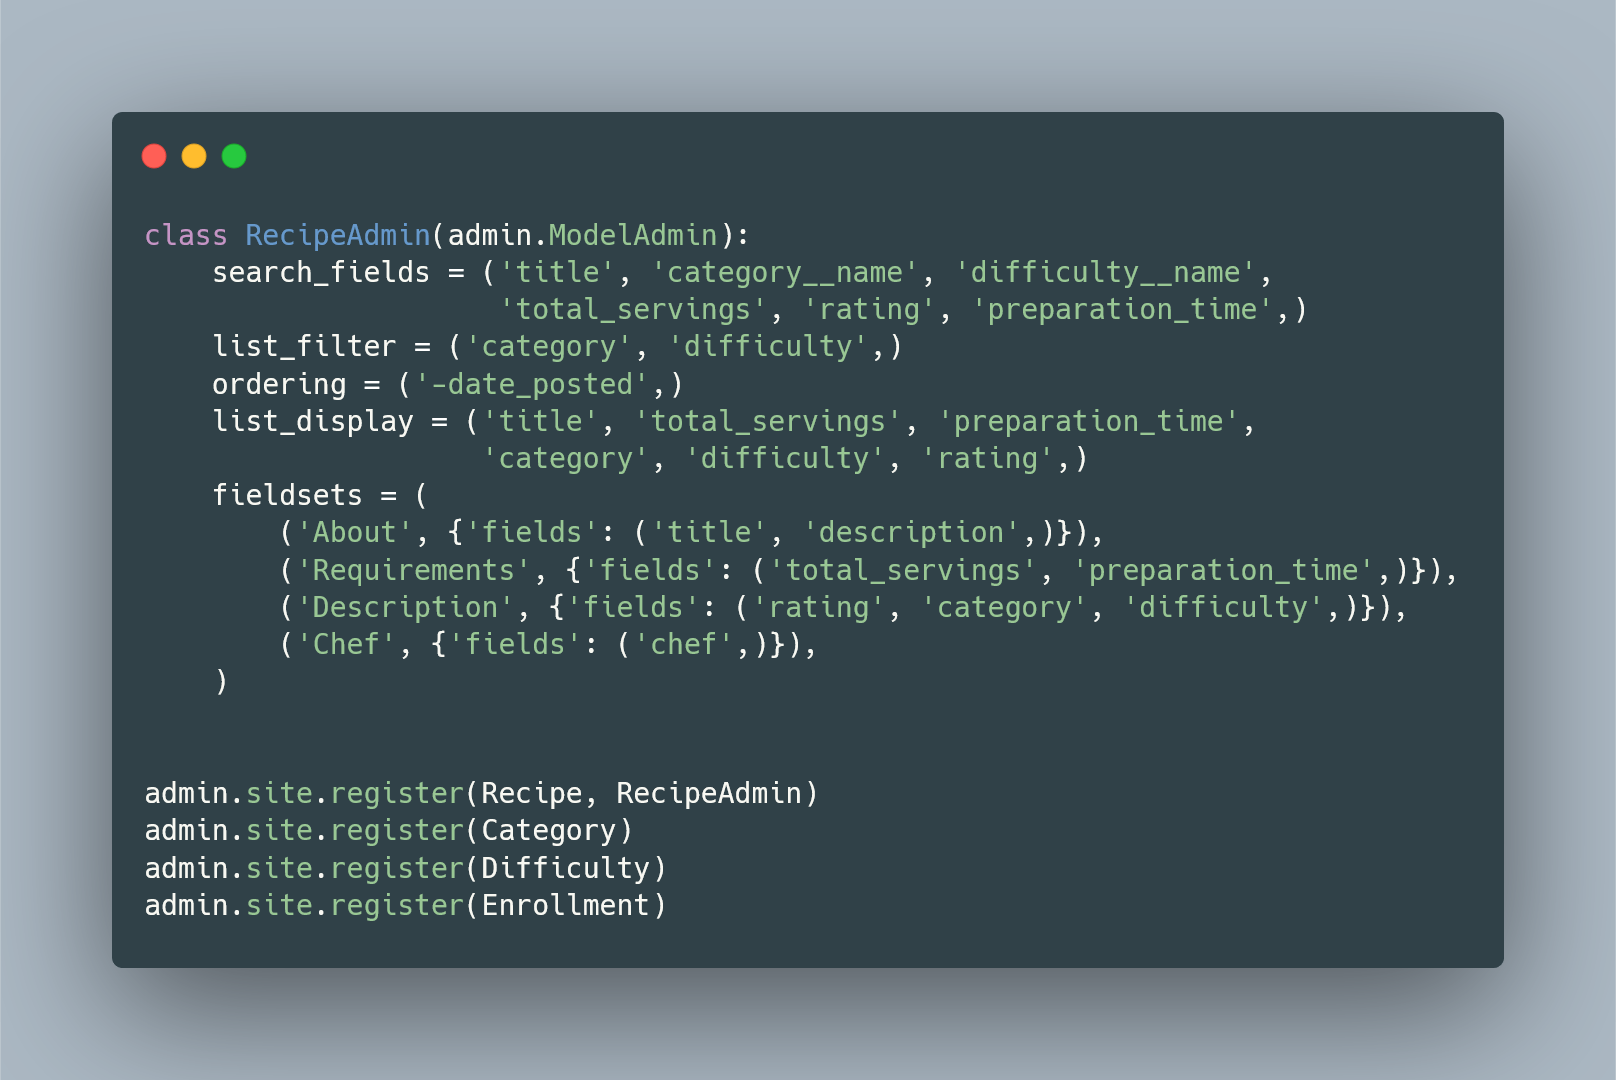 class RecipeAdmin(admin.ModelAdmin):
    search_fields = ('title', 'category__name', 'difficulty__name',
                     'total_servings', 'rating', 'preparation_time',)
    list_filter = ('category', 'difficulty',)
    ordering = ('-date_posted',)
    list_display = ('title', 'total_servings', 'preparation_time',
                    'category', 'difficulty', 'rating',)
    fieldsets = (
        ('About', {'fields': ('title', 'description',)}),
        ('Requirements', {'fields': ('total_servings', 'preparation_time',)}),
        ('Description', {'fields': ('rating', 'category', 'difficulty',)}),
        ('Chef', {'fields': ('chef',)}),
    )
admin.site.register(Recipe, RecipeAdmin)
admin.site.register(Category)
admin.site.register(Difficulty)
admin.site.register(Enrollment)